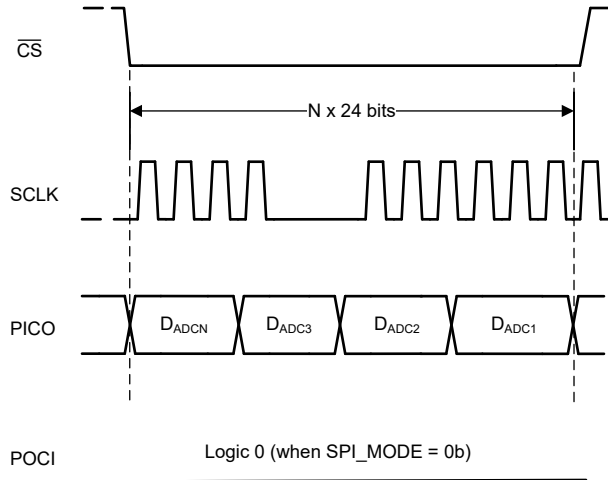 CS
N x 24 bits
SCLK
PICO
DADCN
DADC3
DADC2
DADC1
POCI
Logic 0 (when SPI_MODE = 0b)